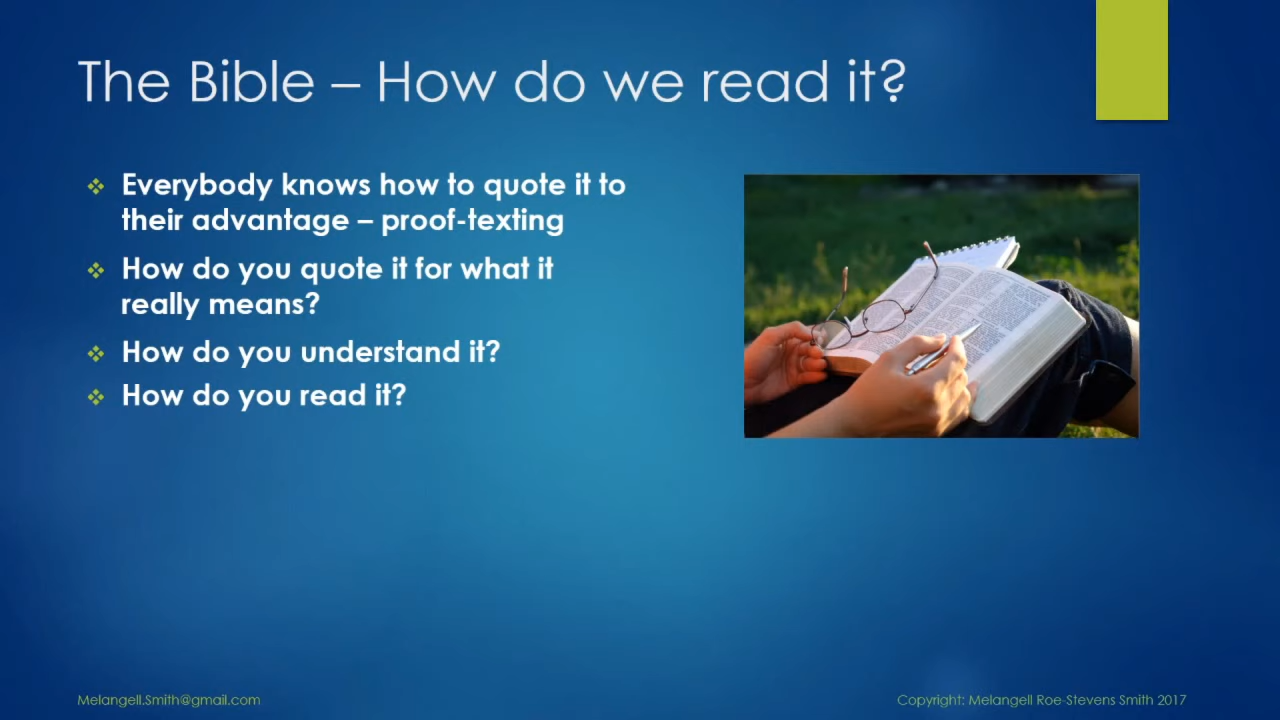 The Bible – How do we read it?
Everybody knows how to quote it to
their advantage – proof-texting
How do you quote it for what it
really means?
How do you understand it?
How do you read it?
Melangell.Smith@gmail.com
Copyright: Melangell Roe-Stevens Smith 2017